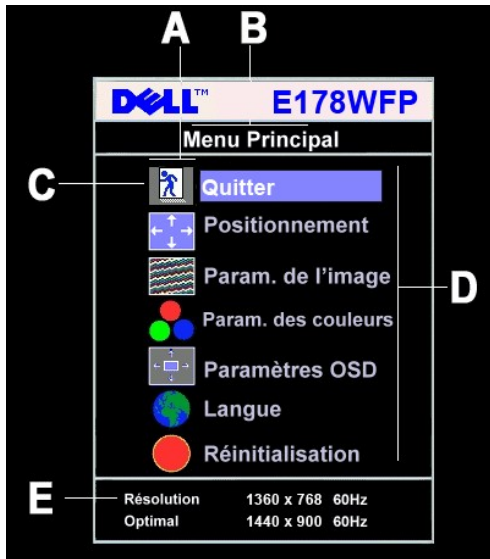 A
B
DELL™ E178WFP
Menu Principal
C
Quitter
Positionnement
Param. de l'image
D
Param. des couleurs
Paramètres OSD
Langue
Réinitialisation
E
Résolution 1360 x 768 60Hz
Optimal 1440 x 900 60Hz